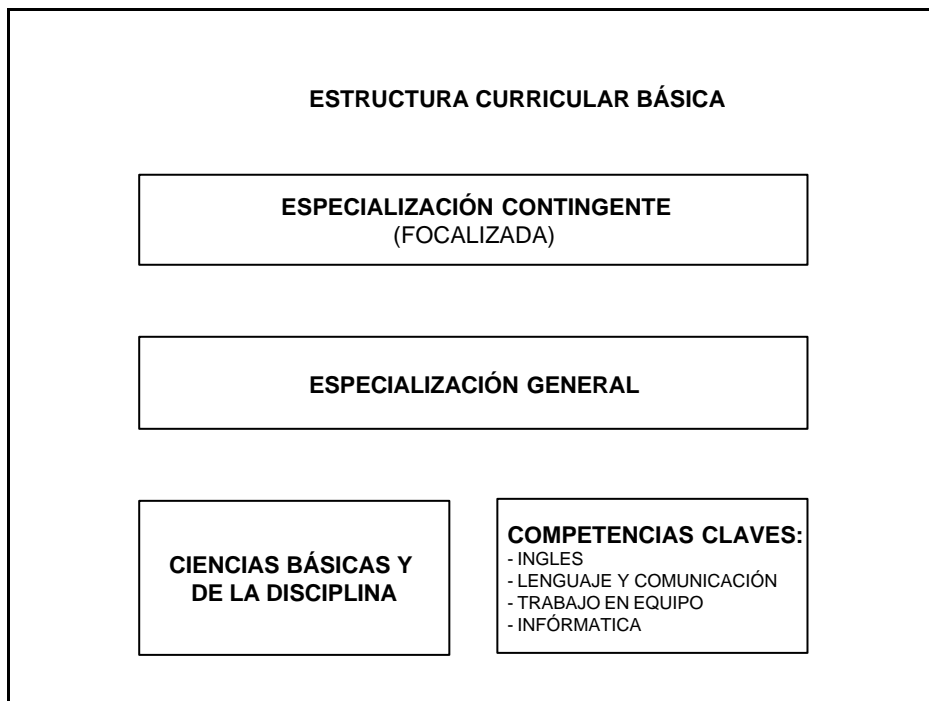 ESTRUCTURA CURRICULAR BÁSICA
ESPECIALIZACIÓN CONTINGENTE
(FOCALIZADA)
ESPECIALIZACIÓN GENERAL
CIENCIAS BÁSICAS Y
DE LA DISCIPLINA
COMPETENCIAS CLAVES:
- INGLES
- LENGUAJE Y COMUNICACIÓN
- TRABAJO EN EQUIPO
- INFÓRMATICA